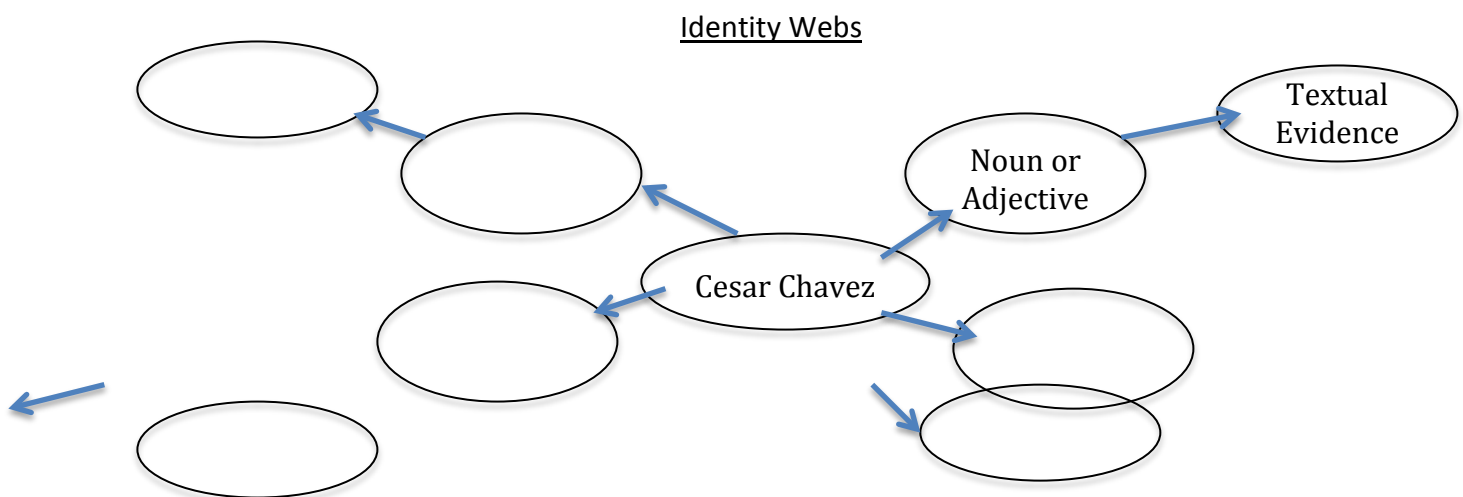 Identity Webs
Textual
Evidence
Noun or
Adjective
Cesar Chavez